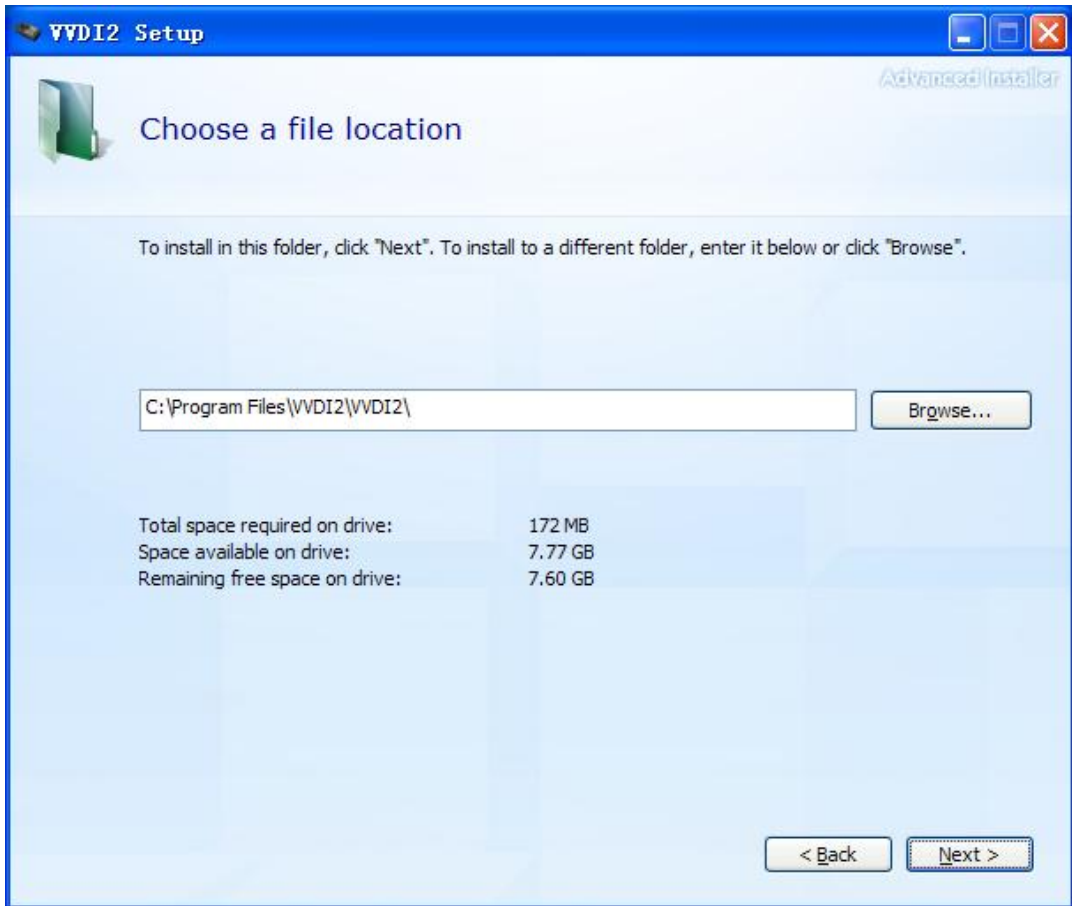 VVDI2 Setup
Advanced Installer
Choose a file location
To install in this folder, click "Next". To install to a different folder, enter it below or click "Browse".
C:\Program Files\VVDI2\VVDI2\
Browse...
Total space required on drive: 172 MB
Space available on drive: 7.77 GB
Remaining free space on drive: 7.60 GB
< Back
Next >